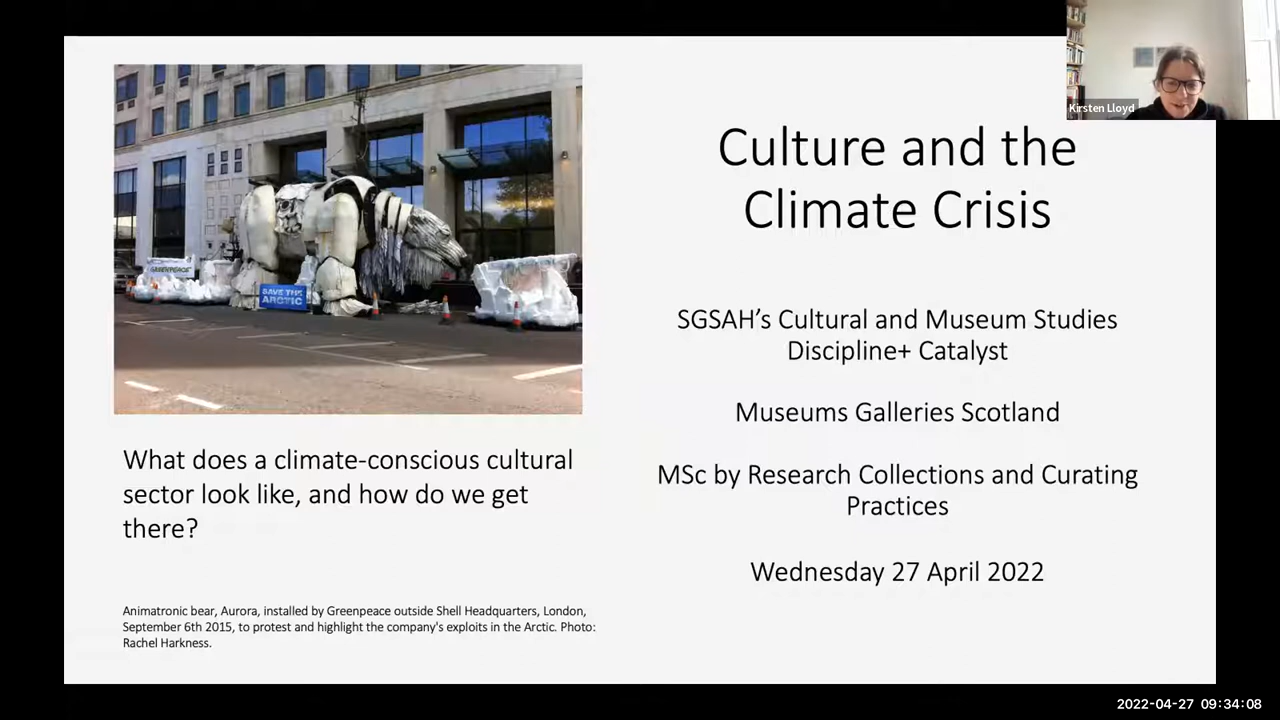 Kirsten Lloyd
Culture and the
Climate Crisis
GREENPEACE
SAVE THE
ARCTIC
SGSAH's Cultural and Museum Studies
Discipline+ Catalyst
Museums Galleries Scotland
MSc by Research Collections and Curating
Practices
Wednesday 27 April 2022
What does a climate-conscious cultural
sector look like, and how do we get
there?
Animatronic bear, Aurora, installed by Greenpeace outside Shell Headquarters, London,
September 6th 2015, to protest and highlight the company's exploits in the Arctic. Photo:
Rachel Harkness.
2022-04-27 09:34:08